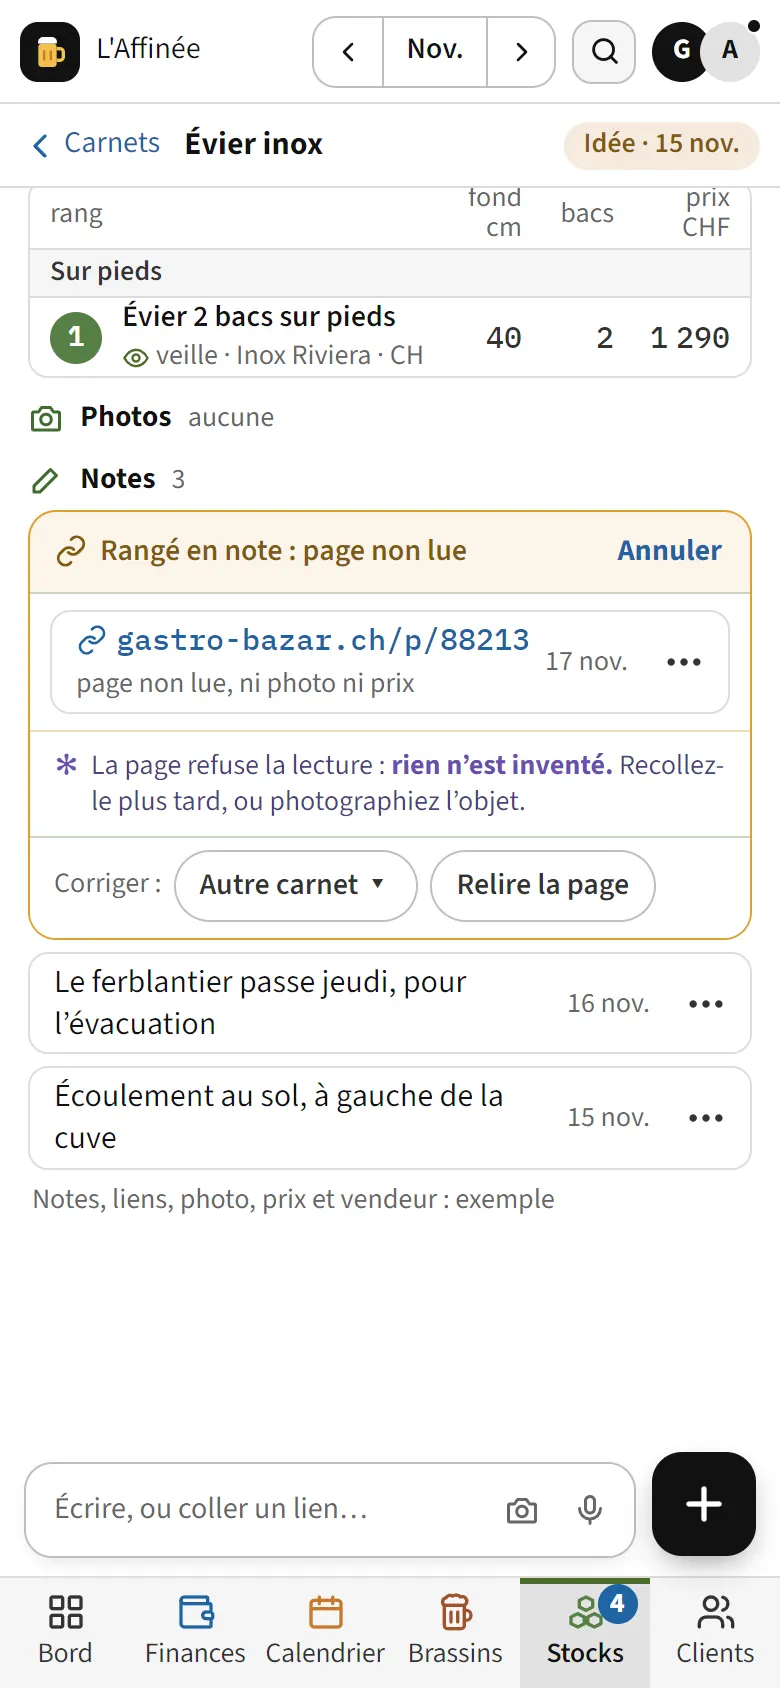 L'Affinée
Nov.
G
A
Carnets
Évier inox
Idée · 15 nov.
rang
fond cm
bacs
prix CHF
Sur pieds
1
Évier 2 bacs sur pieds
veille · Inox Riviera · CH
40
2
1 290
Photos aucune
Notes 3
Rangé en note : page non lue
Annuler
gastro-bazar.ch/p/88213
page non lue, ni photo ni prix
17 nov.
La page refuse la lecture : rien n’est inventé. Recollez-
le plus tard, ou photographiez l’objet.
Corriger :
Autre carnet
Relire la page
Le ferblantier passe jeudi, pour
l’évacuation
16 nov.
Écoulement au sol, à gauche de la
cuve
15 nov.
Notes, liens, photo, prix et vendeur : exemple
Écrire, ou coller un lien…
Bord
Finances
Calendrier
Brassins
4
Stocks
Clients